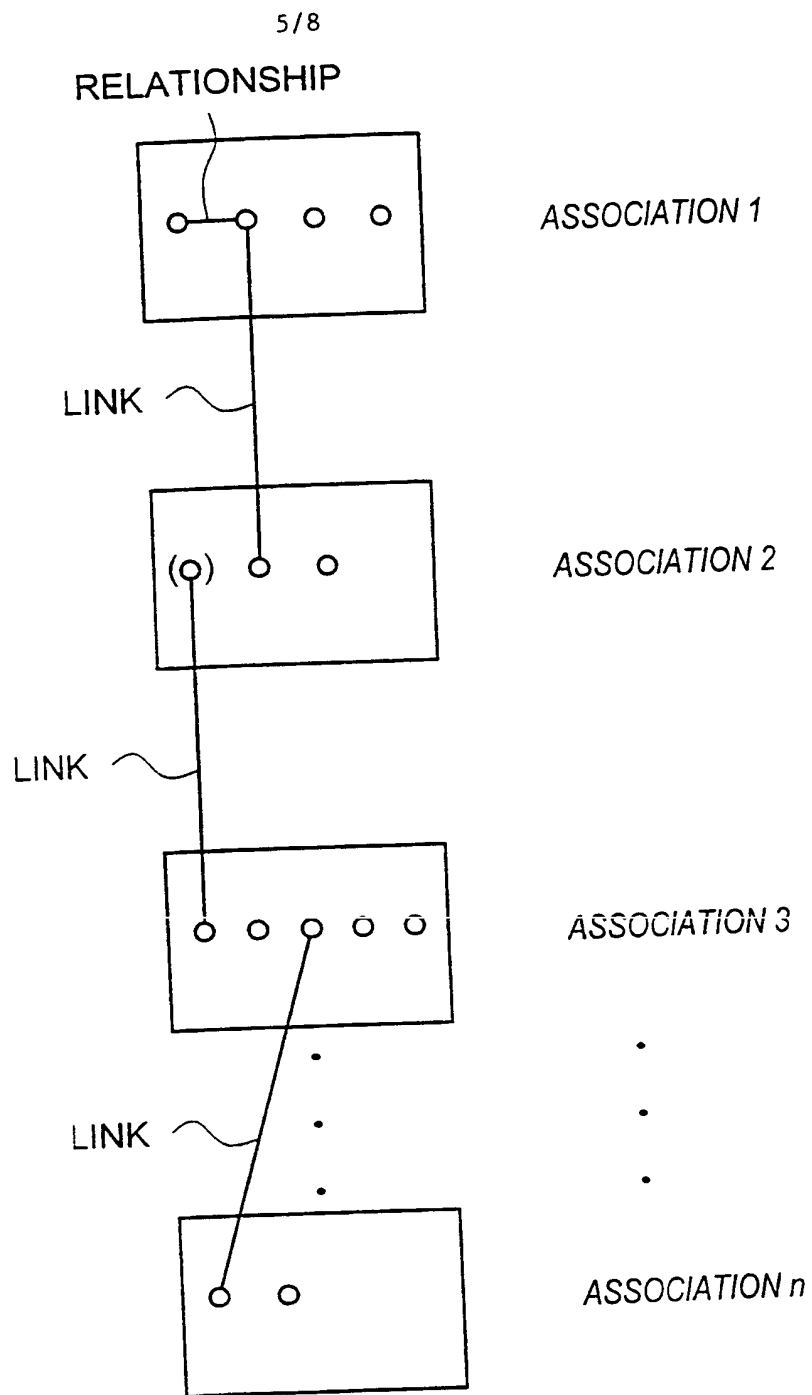 5/8
RELATIONSHIP
ASSOCIATION 1
LINK
( )
ASSOCIATION 2
LINK
ASSOCIATION 3
LINK
ASSOCIATION n